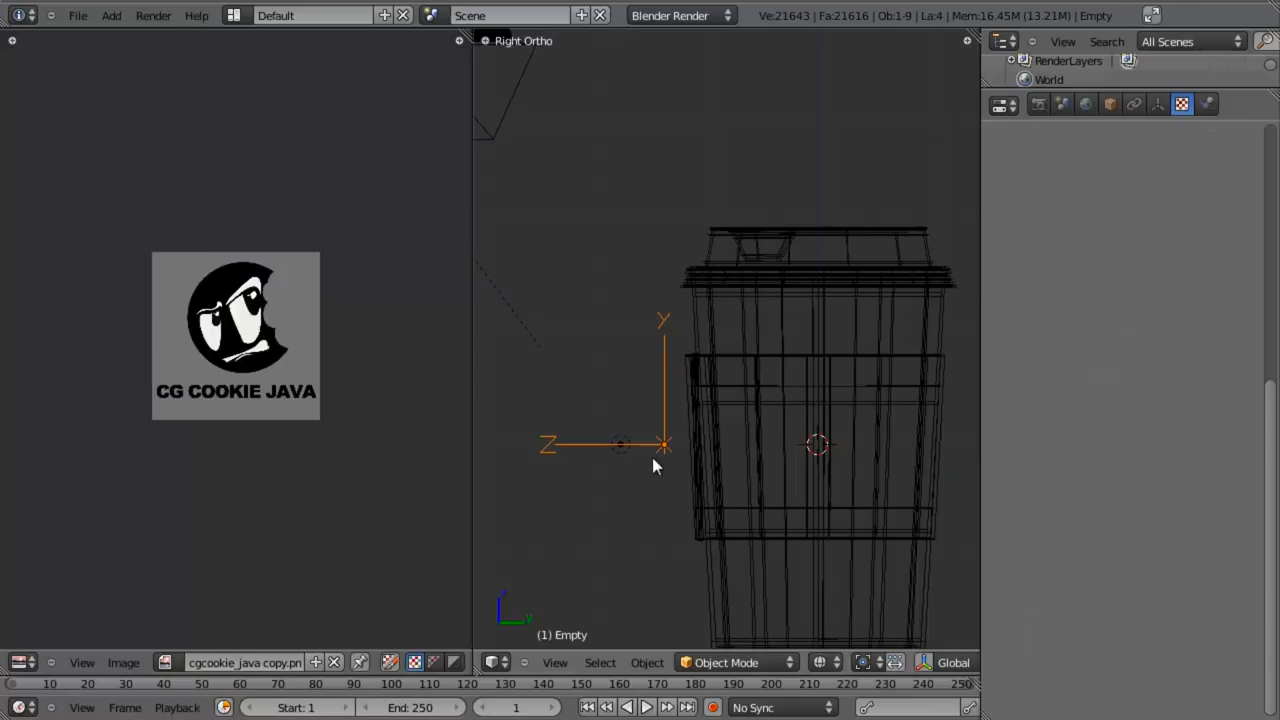 File Add Render Help Default Scene Blender Render Ve:21643 | Fa:21616 | Ob:1-9 | La:4 | Mem:16.45M (13.21M) | Empty
Right Ortho
View Search All Scenes
RenderLayers |
World
Y
Z
CG COOKIE JAVA
(1) Empty
View Image cgcookie_java copy.pn View Select Object Object Mode Global
10 20 30 40 50 60 70 80 90 100 110 120 130 140 150 160 170 180 190 200 210 220 230 240 250
View Frame Playback Start: 1 End: 250 1 No Sync